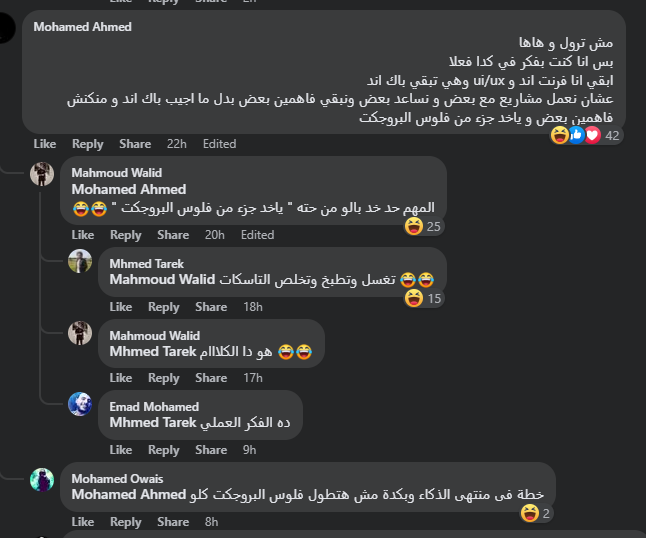 Mohamed Ahmed
مش ترول و هاها
بس انا كنت بفكر في كدا فعلا
ابقي انا فرنت اند و ui/ux وهي تبقي باك اند
عشان نعمل مشاريع مع بعض و نساعد بعض ونبقي فاهمين بعض بدل ما اجيب باك اند و منكنش
فاهمين بعض و ياخد جزء من فلوس البروجكت
42
Like Reply Share 22h Edited
Mahmoud Walid
Mohamed Ahmed
المهم حد خد بالو من حته " ياخد جزء من فلوس البروجكت " 😂😂
25
Like Reply Share 20h Edited
Mhmed Tarek
Mahmoud Walid تغسل وتطبخ وتخلص التاسكات 😂😂
15
Like Reply Share 18h
Mahmoud Walid
Mhmed Tarek هو دا الكلااام 😂😂
Like Reply Share 17h
Emad Mohamed
Mhmed Tarek ده الفكر العملي
Like Reply Share 9h
Mohamed Owais
Mohamed Ahmed خطة فى منتهى الذكاء وبكدة مش هتطول فلوس البروجكت كلو
2
Like Reply Share 8h